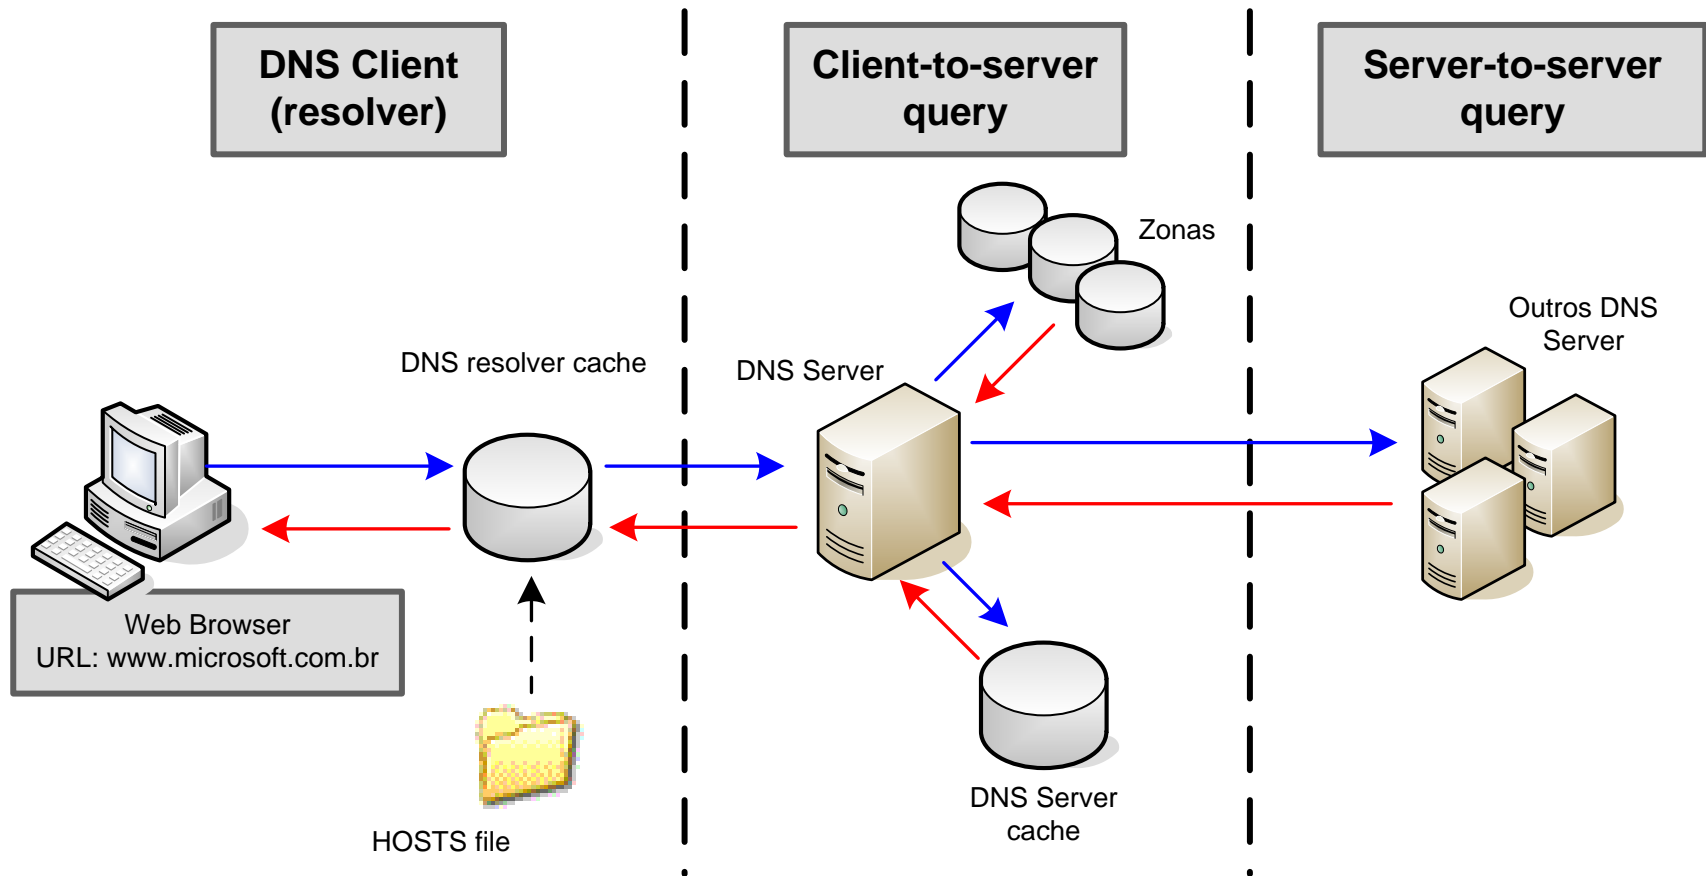 DNS Client
(resolver)
Client-to-server
query
Server-to-server
query
Zonas
Outros DNS
Server
DNS resolver cache
DNS Server
Web Browser
URL: www.microsoft.com.br
DNS Server
cache
HOSTS file